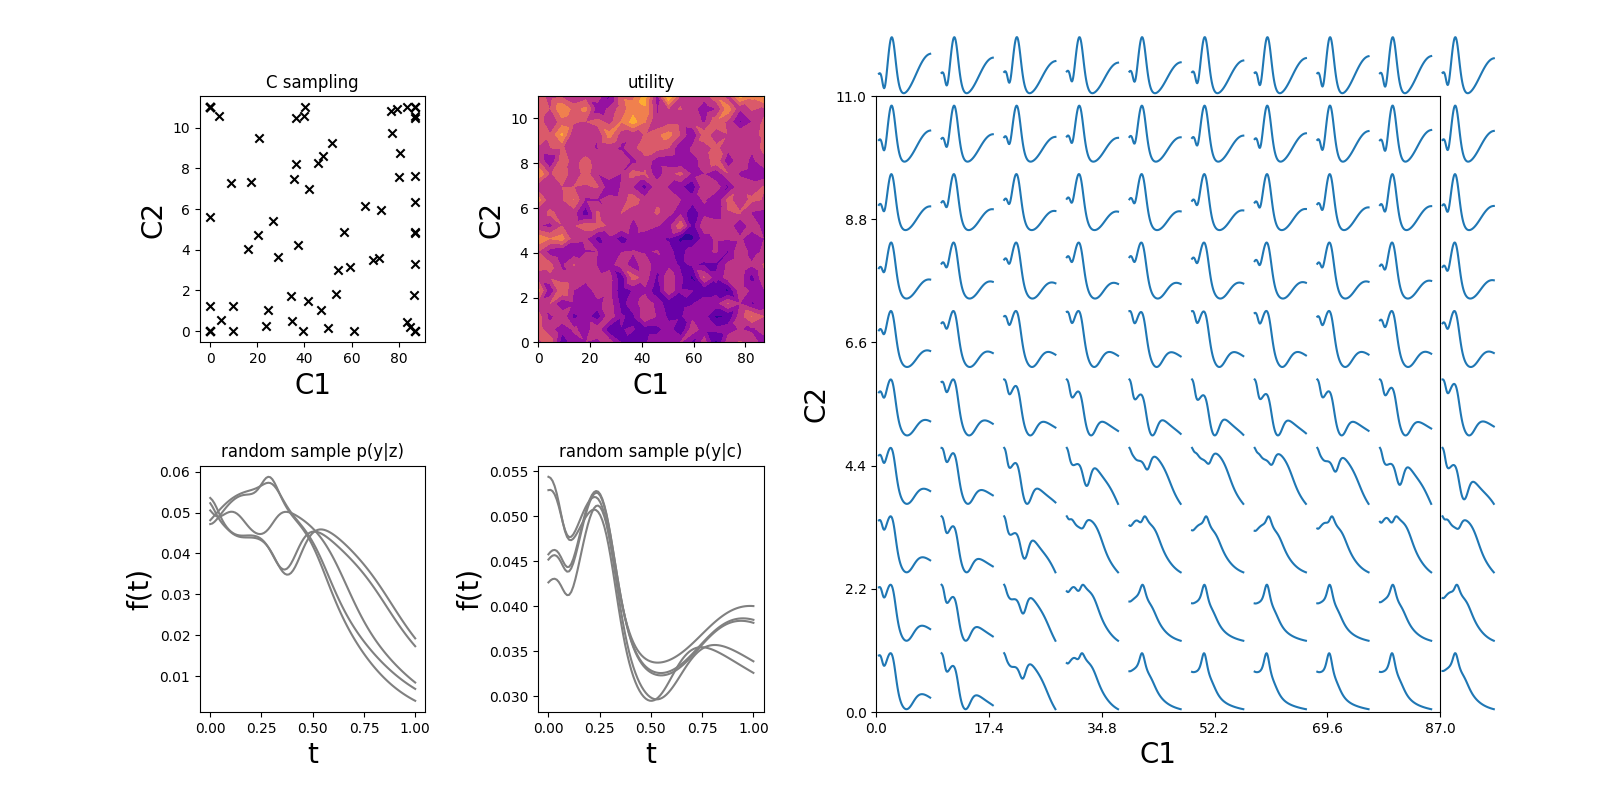 C sampling
C2
10
8
6
4
2
0
0 20 40 60 80
C1
utility
C2
10
8
6
4
2
0
0 20 40 60 80
C1
random sample p(y|z)
f(t)
0.06
0.05
0.04
0.03
0.02
0.01
0.00 0.25 0.50 0.75 1.00
t
random sample p(y|c)
f(t)
0.055
0.050
0.045
0.040
0.035
0.030
0.00 0.25 0.50 0.75 1.00
t
C2
11.0
8.8
6.6
4.4
2.2
0.0
0.0 17.4 34.8 52.2 69.6 87.0
C1